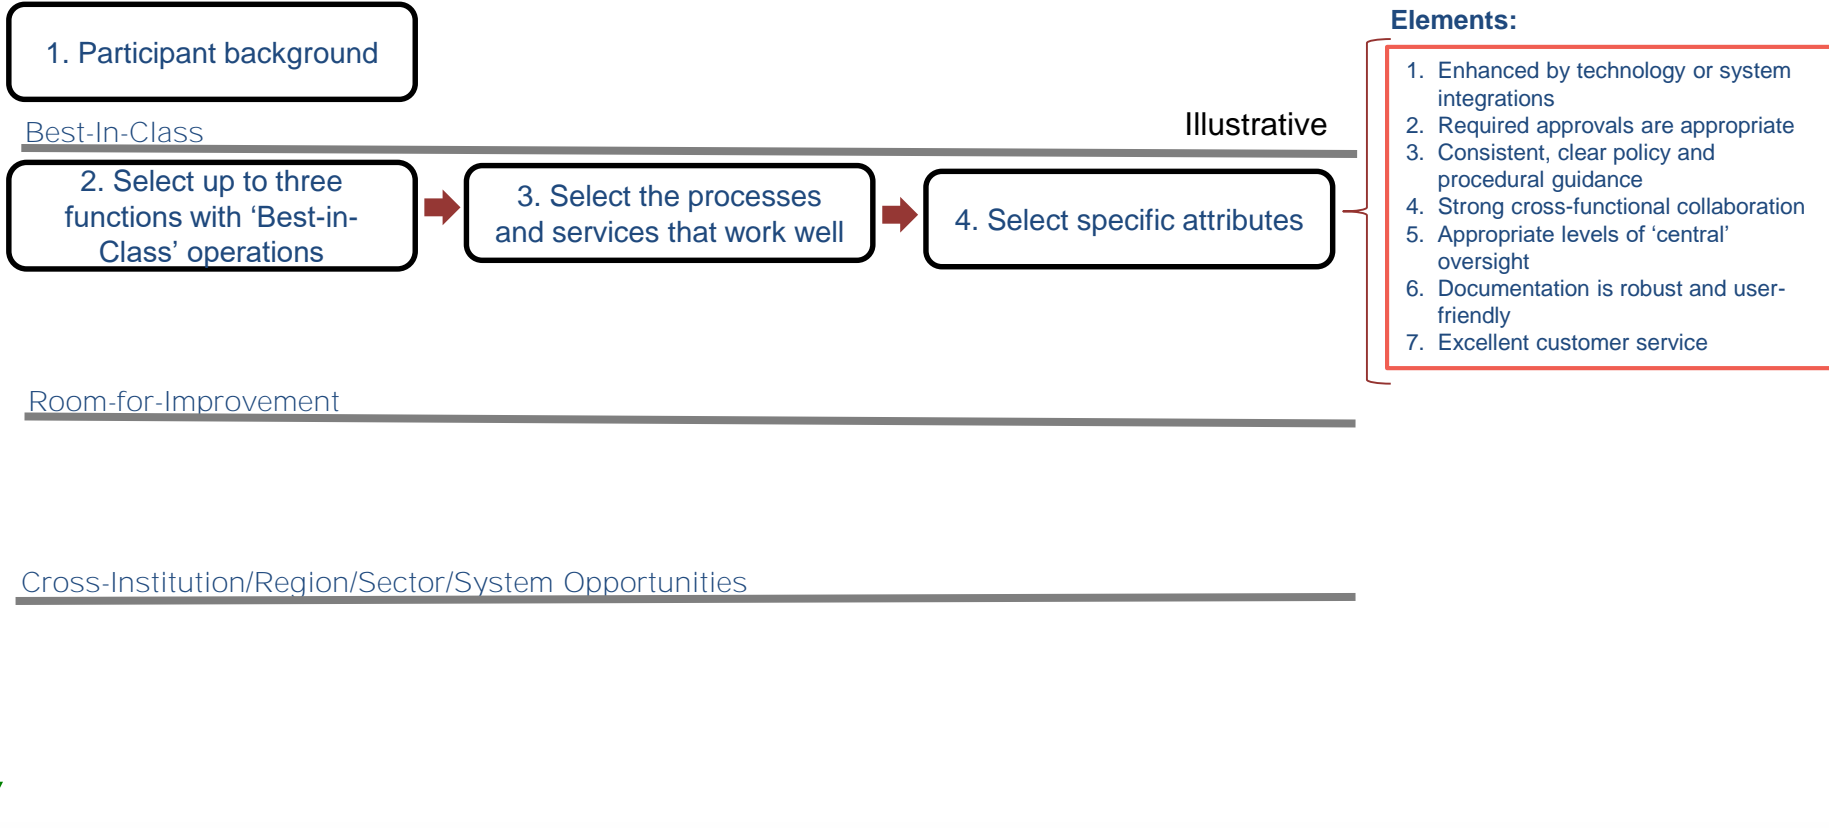 1. Participant background
Best-In-Class
Illustrative
2. Select up to three
functions with ‘Best-in-
Class’ operations
3. Select the processes
and services that work well
4. Select specific attributes
Elements:
1. Enhanced by technology or system
integrations
2. Required approvals are appropriate
3. Consistent, clear policy and
procedural guidance
4. Strong cross-functional collaboration
5. Appropriate levels of ‘central’
oversight
6. Documentation is robust and user-
friendly
7. Excellent customer service
Room-for-Improvement
Cross-Institution/Region/Sector/System Opportunities